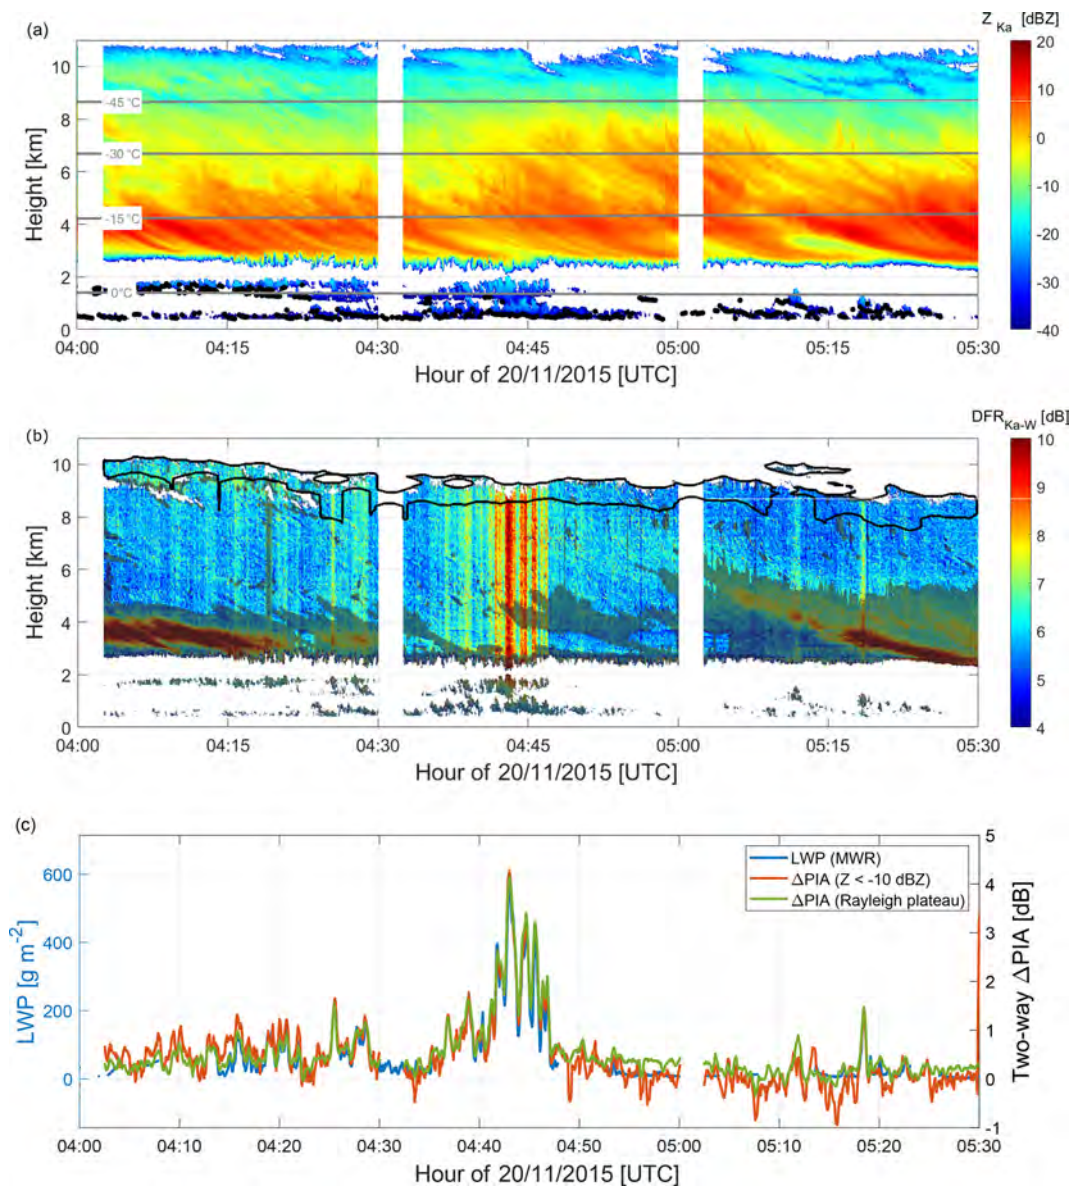 (a)
Z Ka [dBZ]
Height [km]
10
8
6
4
2
0
-45 °C
-30 °C
-15 °C
0°C
20
10
0
-10
-20
-30
-40
04:00 04:15 04:30 04:45 05:00 05:15 05:30
Hour of 20/11/2015 [UTC]
(b)
DFR Ka-W [dB]
Height [km]
10
8
6
4
2
0
10
9
8
7
6
5
4
04:00 04:15 04:30 04:45 05:00 05:15 05:30
Hour of 20/11/2015 [UTC]
(c)
LWP [g m-2]
600
400
200
0
LWP (MWR)
ΔPIA (Z < -10 dBZ)
ΔPIA (Rayleigh plateau)
5
4
3
2
1
0
-1
Two-way ΔPIA [dB]
04:00 04:10 04:20 04:30 04:40 04:50 05:00 05:10 05:20 05:30
Hour of 20/11/2015 [UTC]